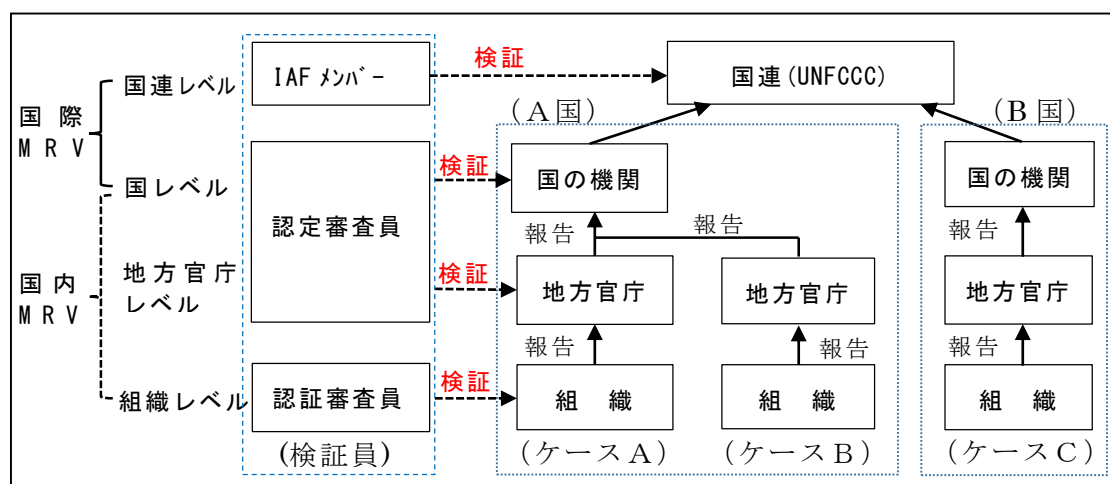 国際
MRV
国内
MRV
国連レベル
国レベル
地方官庁
レベル
組織レベル
IAF ﾒﾝﾊﾞｰ
認定審査員
認証審査員
(検証員)
検証
検証
検証
検証
国連(UNFCCC)
(A国)
(B国)
国の機関
報告
報告
地方官庁
地方官庁
報告
報告
組 織
組 織
(ケースA)
(ケースB)
国の機関
報告
地方官庁
報告
組 織
(ケースC)